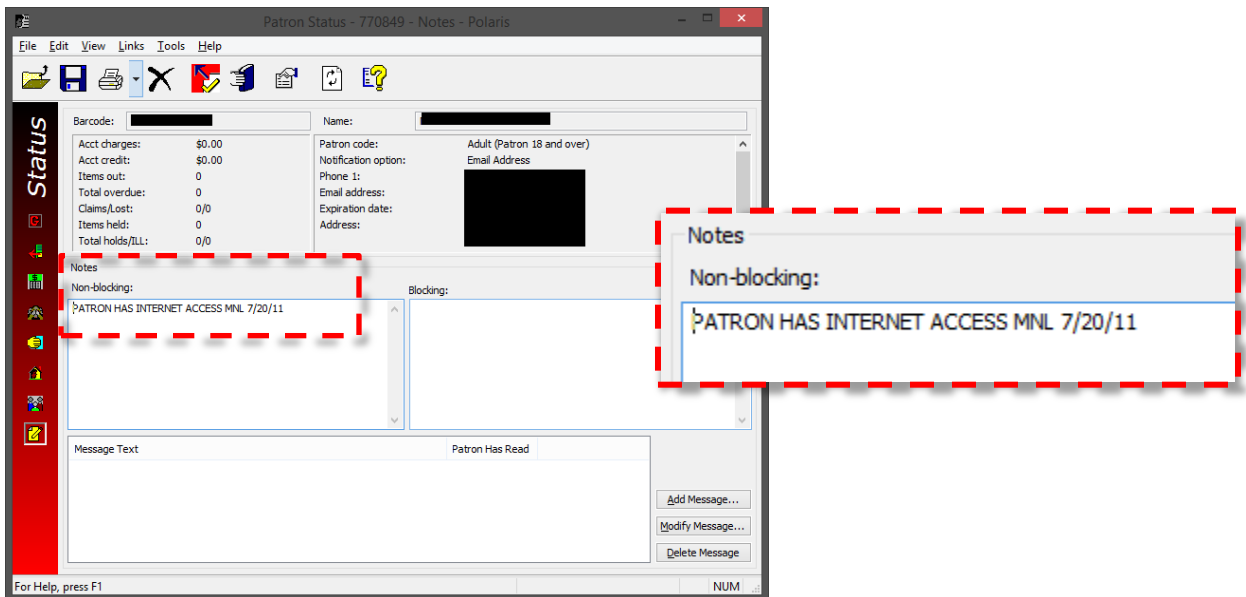 Patron Status - 770849 - Notes - Polaris
File Edit View Links Tools Help
Status
Barcode:
Name:
Acct charges: $0.00
Acct credit: $0.00
Items out: 0
Total overdue: 0
Claims/Lost: 0/0
Items held: 0
Total holds/ILL: 0/0
Patron code: Adult (Patron 18 and over)
Notification option: Email Address
Phone 1:
Email address:
Expiration date:
Address:
Notes
Non-blocking:
PATRON HAS INTERNET ACCESS MNL 7/20/11
Blocking:
Message Text Patron Has Read
Add Message...
Modify Message...
Delete Message
For Help, press F1 NUM
Notes
Non-blocking:
PATRON HAS INTERNET ACCESS MNL 7/20/11